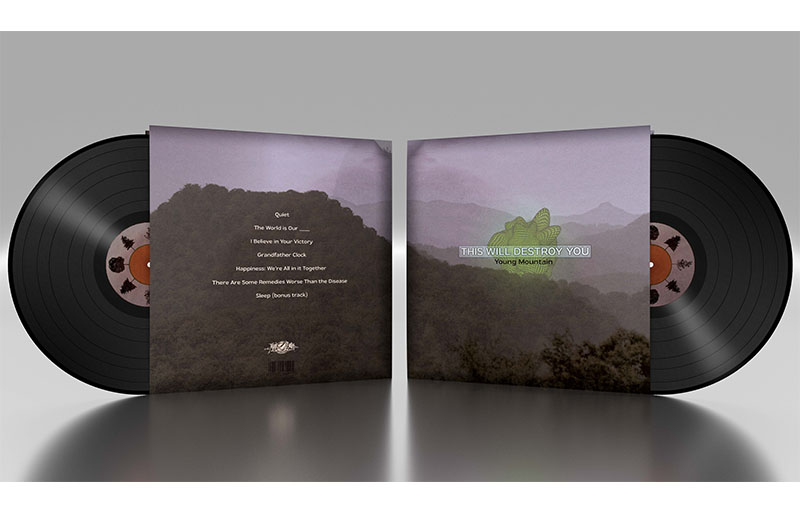 Quiet
The World is Our ____
I Believe in Your Victory
Grandfather Clock
Happiness: We're All in it Together
There Are Some Remedies Worse Than the Disease
Sleep (bonus track)
THIS WILL DESTROY YOU
Young Mountain